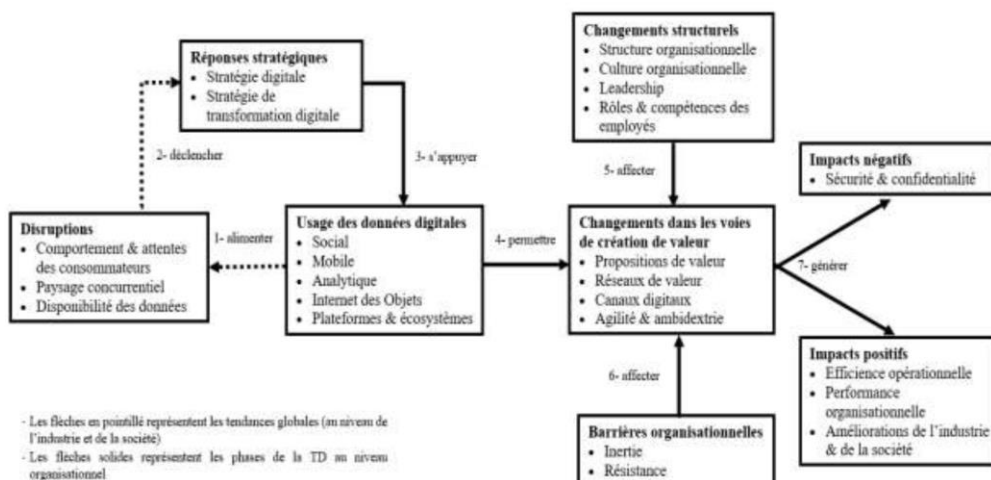 Réponses stratégiques
• Stratégie digitale
• Stratégie de
transformation digitale
Changements structurels
• Structure organisationnelle
• Culture organisationnelle
• Leadership
• Rôles & compétences des
employés
2- déclencher
3- s'appuyer
5- affecter
Impacts négatifs
• Sécurité & confidentialité
Disruptions
• Comportement & attentes
des consommateurs
• Paysage concurrentiel
• Disponibilité des données
1- alimenter
Usage des données digitales
• Social
• Mobile
• Analytique
• Internet des Objets
• Plateformes & écosystèmes
4- permettre
Changements dans les voies
de création de valeur
• Propositions de valeur
• Réseaux de valeur
• Canaux digitaux
• Agilité & ambidextrie
7- générer
6- affecter
Impacts positifs
• Efficience opérationnelle
• Performance
organisationnelle
• Améliorations de l'industrie
& de la société
Barrières organisationnelles
• Inertie
• Résistance
- Les flèches en pointillé représentent les tendances globales (au niveau de
l'industrie et de la société)
- Les flèches solides représentent les phases de la TD au niveau
organisationnel